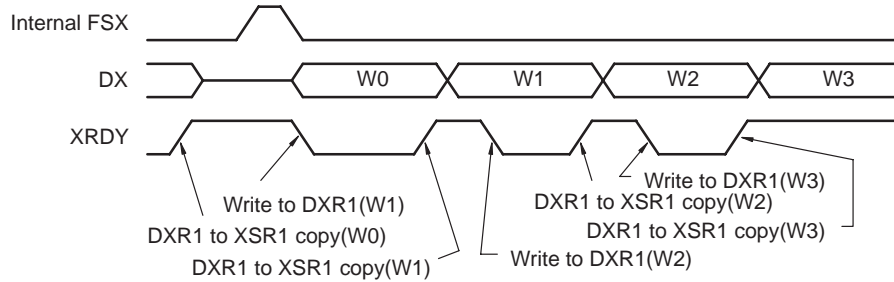 Internal FSX
DX W0 W1 W2 W3
XRDY
Write to DXR1(W3)
Write to DXR1(W1) DXR1 to XSR1 copy(W2)
DXR1 to XSR1 copy(W0) DXR1 to XSR1 copy(W3)
DXR1 to XSR1 copy(W1) Write to DXR1(W2)